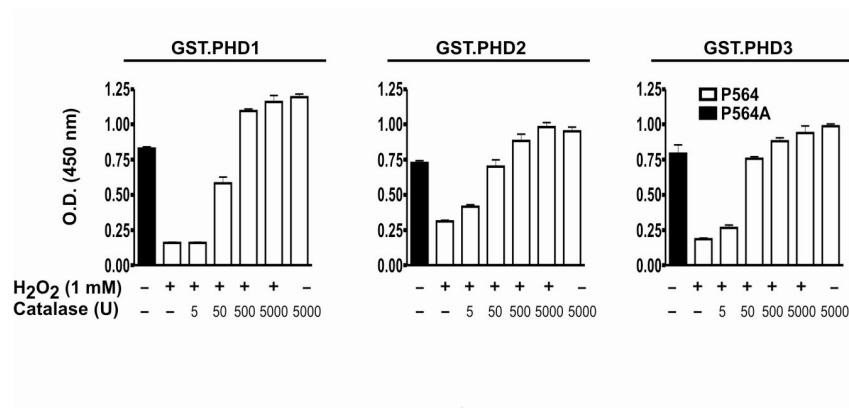 GST.PHD1 GST.PHD2 GST.PHD3
1.25 1.25 1.25 P564
P564A
1.00 1.00 1.00
0.75 0.75 0.75
O.D. (450 nm)
0.50 0.50 0.50
0.25 0.25 0.25
0.00 0.00 0.00
H2O2 (1 mM) – + + + + + – – + + + + + – – + + + + + –
Catalase (U) – – 5 50 500 5000 5000 – – 5 50 500 5000 5000 – – 5 50 500 5000 5000